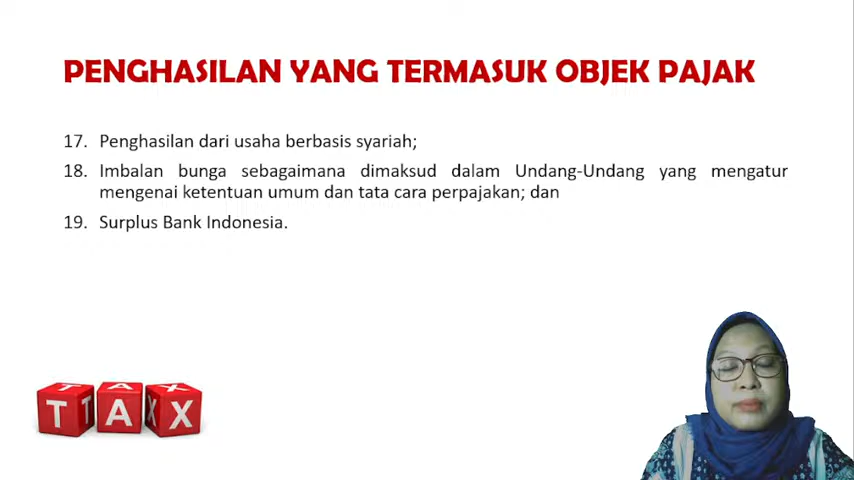 PENGHASILAN YANG TERMASUK OBJEK PAJAK
17. Penghasilan dari usaha berbasis syariah;
18. Imbalan bunga sebagaimana dimaksud dalam Undang-Undang yang mengatur
mengenai ketentuan umum dan tata cara perpajakan; dan
19. Surplus Bank Indonesia.
T A X
T T A X X